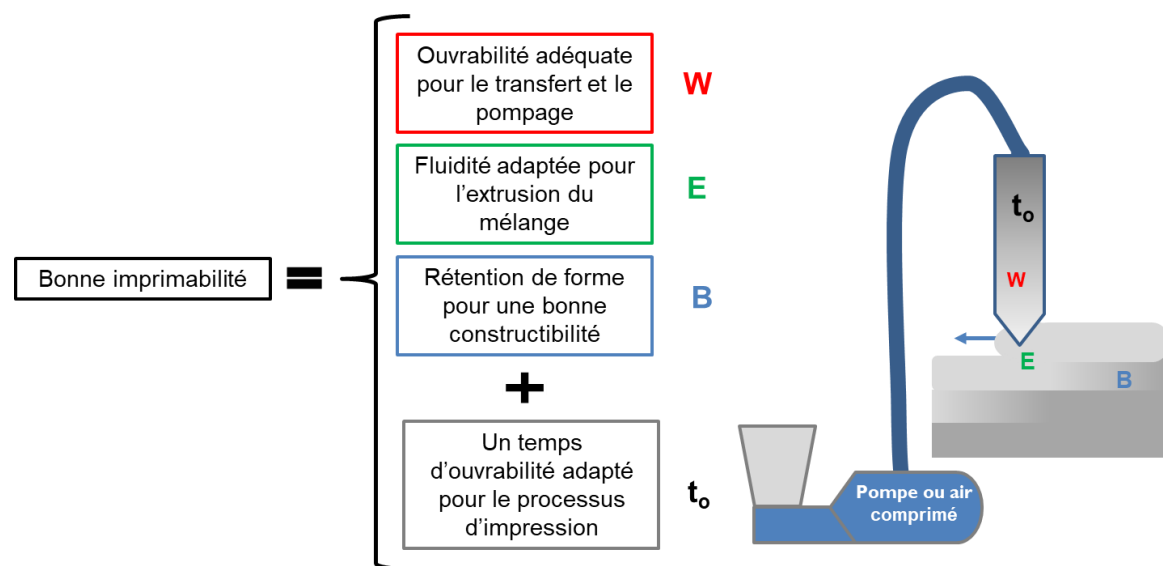 Ouvrabilité adéquate
pour le transfert et le
pompage
W
Fluidité adaptée pour
l'extrusion du
mélange
E
Bonne imprimabilité
=
Rétention de forme
pour une bonne
constructibilité
B
+
Un temps
d'ouvrabilité adapté
pour le processus
d'impression
to
to
W
E
B
Pompe ou air
comprimé